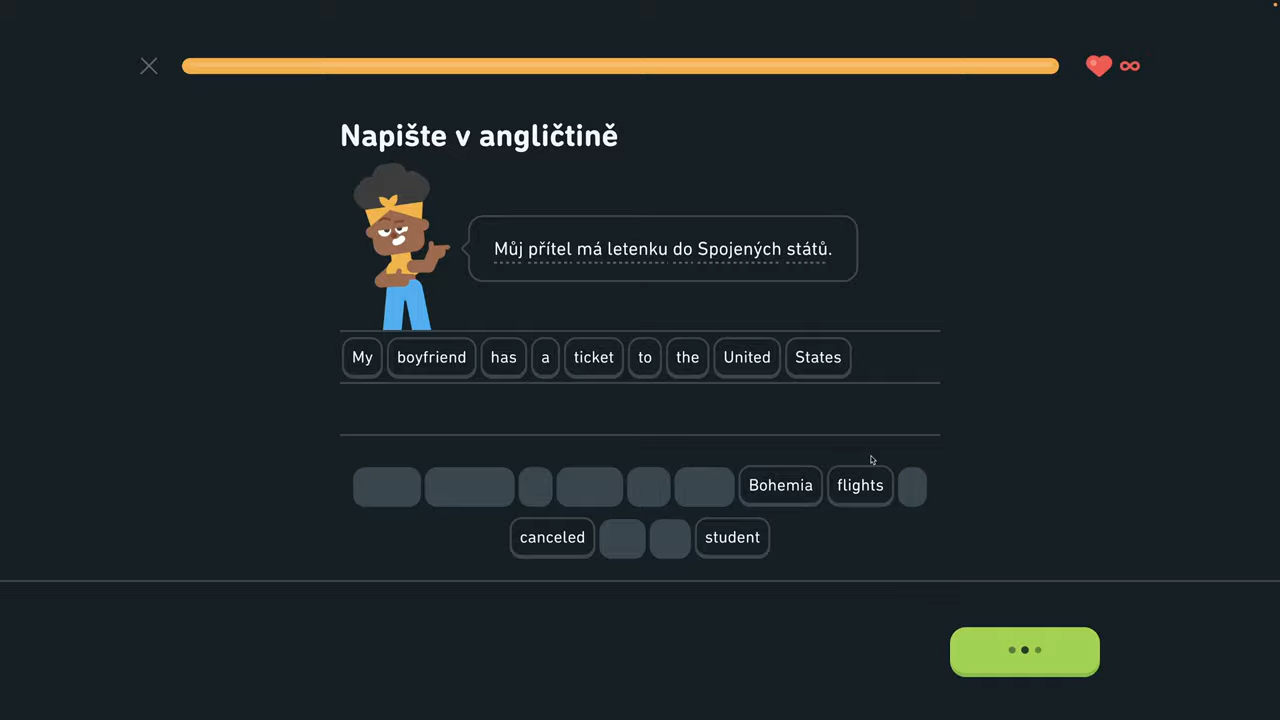 Napište v angličtině
Můj přítel má letenku do Spojených států.
My boyfriend has a ticket to the United States
Bohemia flights
canceled student